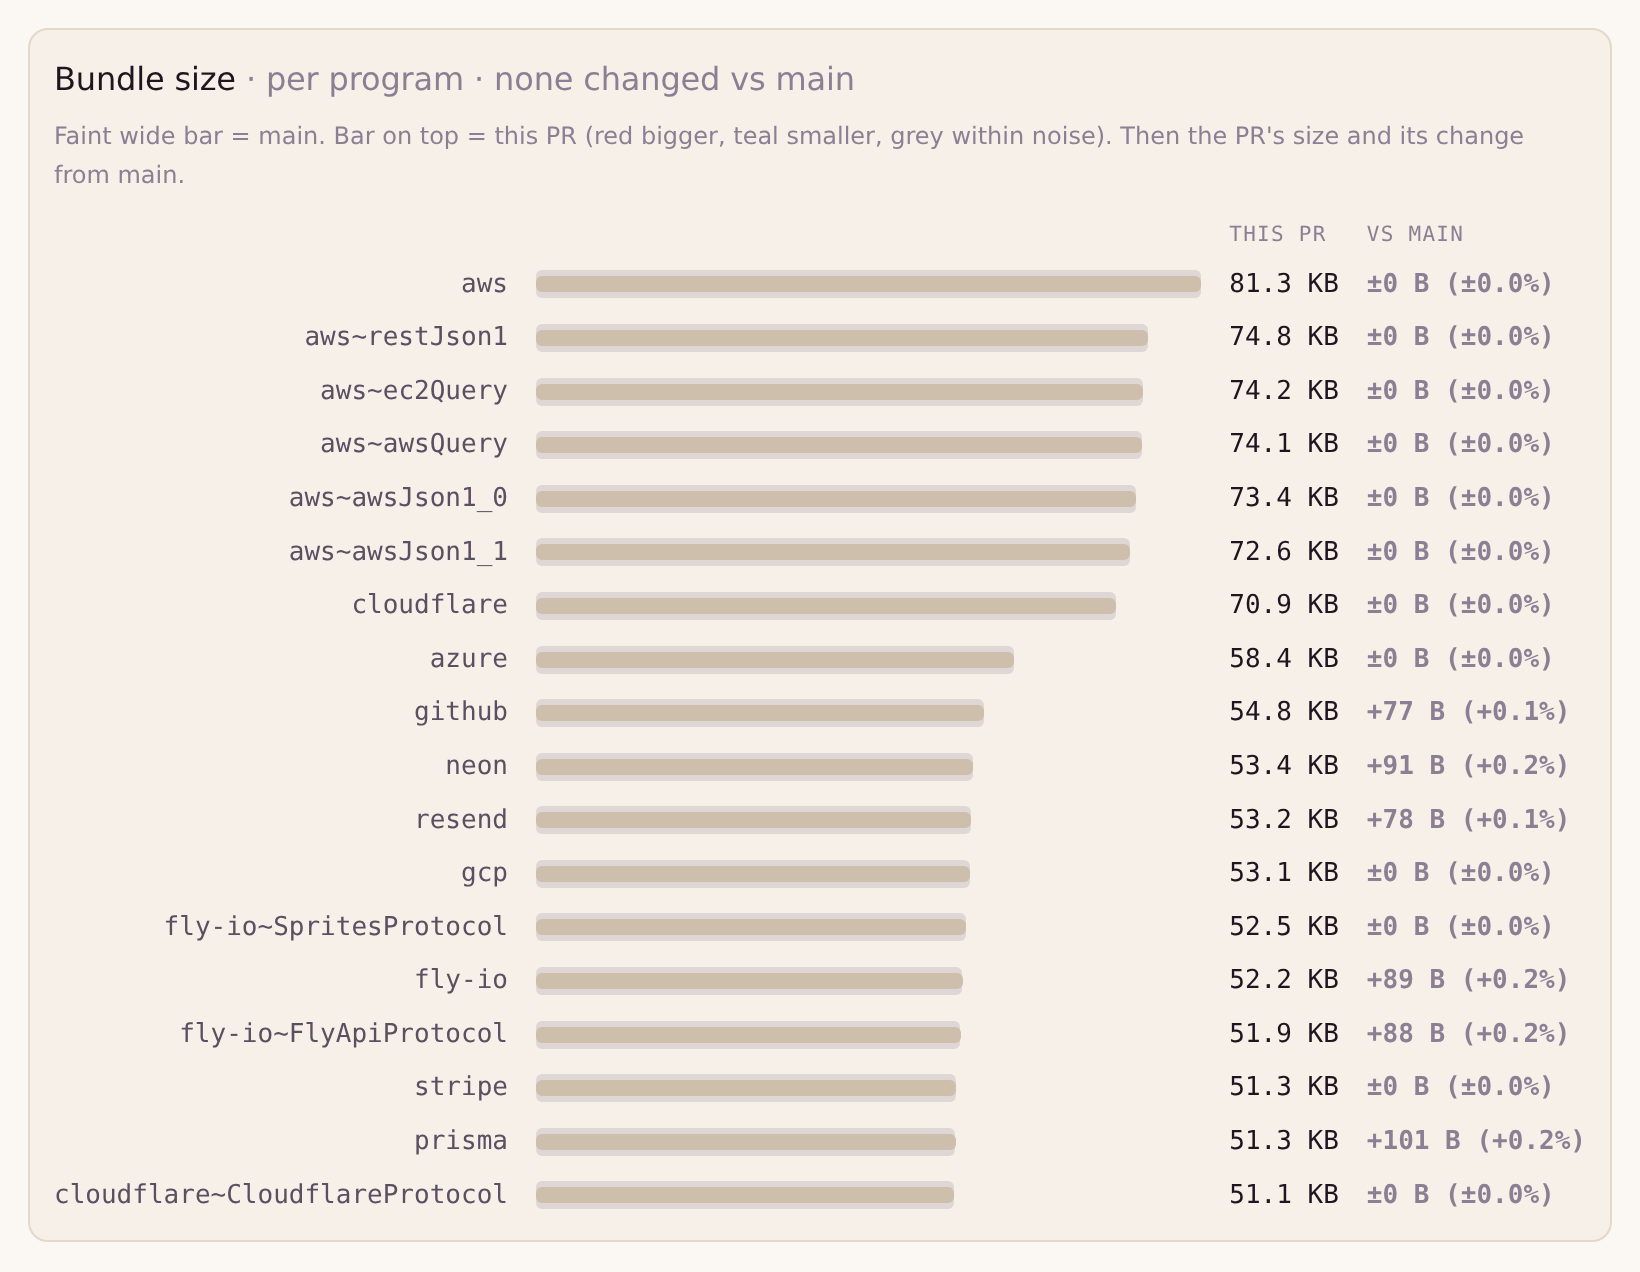 Bundle size · per program · none changed vs main
Faint wide bar = main. Bar on top = this PR (red bigger, teal smaller, grey within noise). Then the PR's size and its change
from main.
THIS PR VS MAIN
aws 81.3 KB ±0 B (±0.0%)
aws~restJson1 74.8 KB ±0 B (±0.0%)
aws~ec2Query 74.2 KB ±0 B (±0.0%)
aws~awsQuery 74.1 KB ±0 B (±0.0%)
aws~awsJson1_0 73.4 KB ±0 B (±0.0%)
aws~awsJson1_1 72.6 KB ±0 B (±0.0%)
cloudflare 70.9 KB ±0 B (±0.0%)
azure 58.4 KB ±0 B (±0.0%)
github 54.8 KB +77 B (+0.1%)
neon 53.4 KB +91 B (+0.2%)
resend 53.2 KB +78 B (+0.1%)
gcp 53.1 KB ±0 B (±0.0%)
fly-io~SpritesProtocol 52.5 KB ±0 B (±0.0%)
fly-io 52.2 KB +89 B (+0.2%)
fly-io~FlyApiProtocol 51.9 KB +88 B (+0.2%)
stripe 51.3 KB ±0 B (±0.0%)
prisma 51.3 KB +101 B (+0.2%)
cloudflare~CloudflareProtocol 51.1 KB ±0 B (±0.0%)